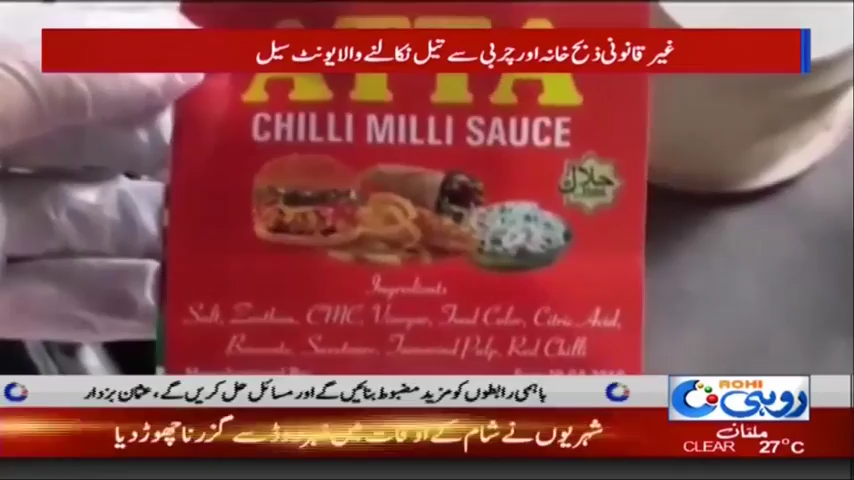 غیر قانونی ذبح خانہ اور چربی سے تیل نکالنے والا یونٹ سیل
ATTA
CHILLI MILLI SAUCE
حلال
Ingredients
Salt, Zanthan, CMC, Vinegar, Food Color, Citric Acid,
Benzoate, Sweetener, Tammrind Pulp, Red Chilli
باہمی رابطوں کو مزید مضبوط بنائیں گے اور مسائل حل کریں گے، عثمان بزدار
ROHI
روہی
شہریوں نے شام کے اوقات میں روڈ سے گزرنا چھوڑ دیا
ملتان
CLEAR 27°C